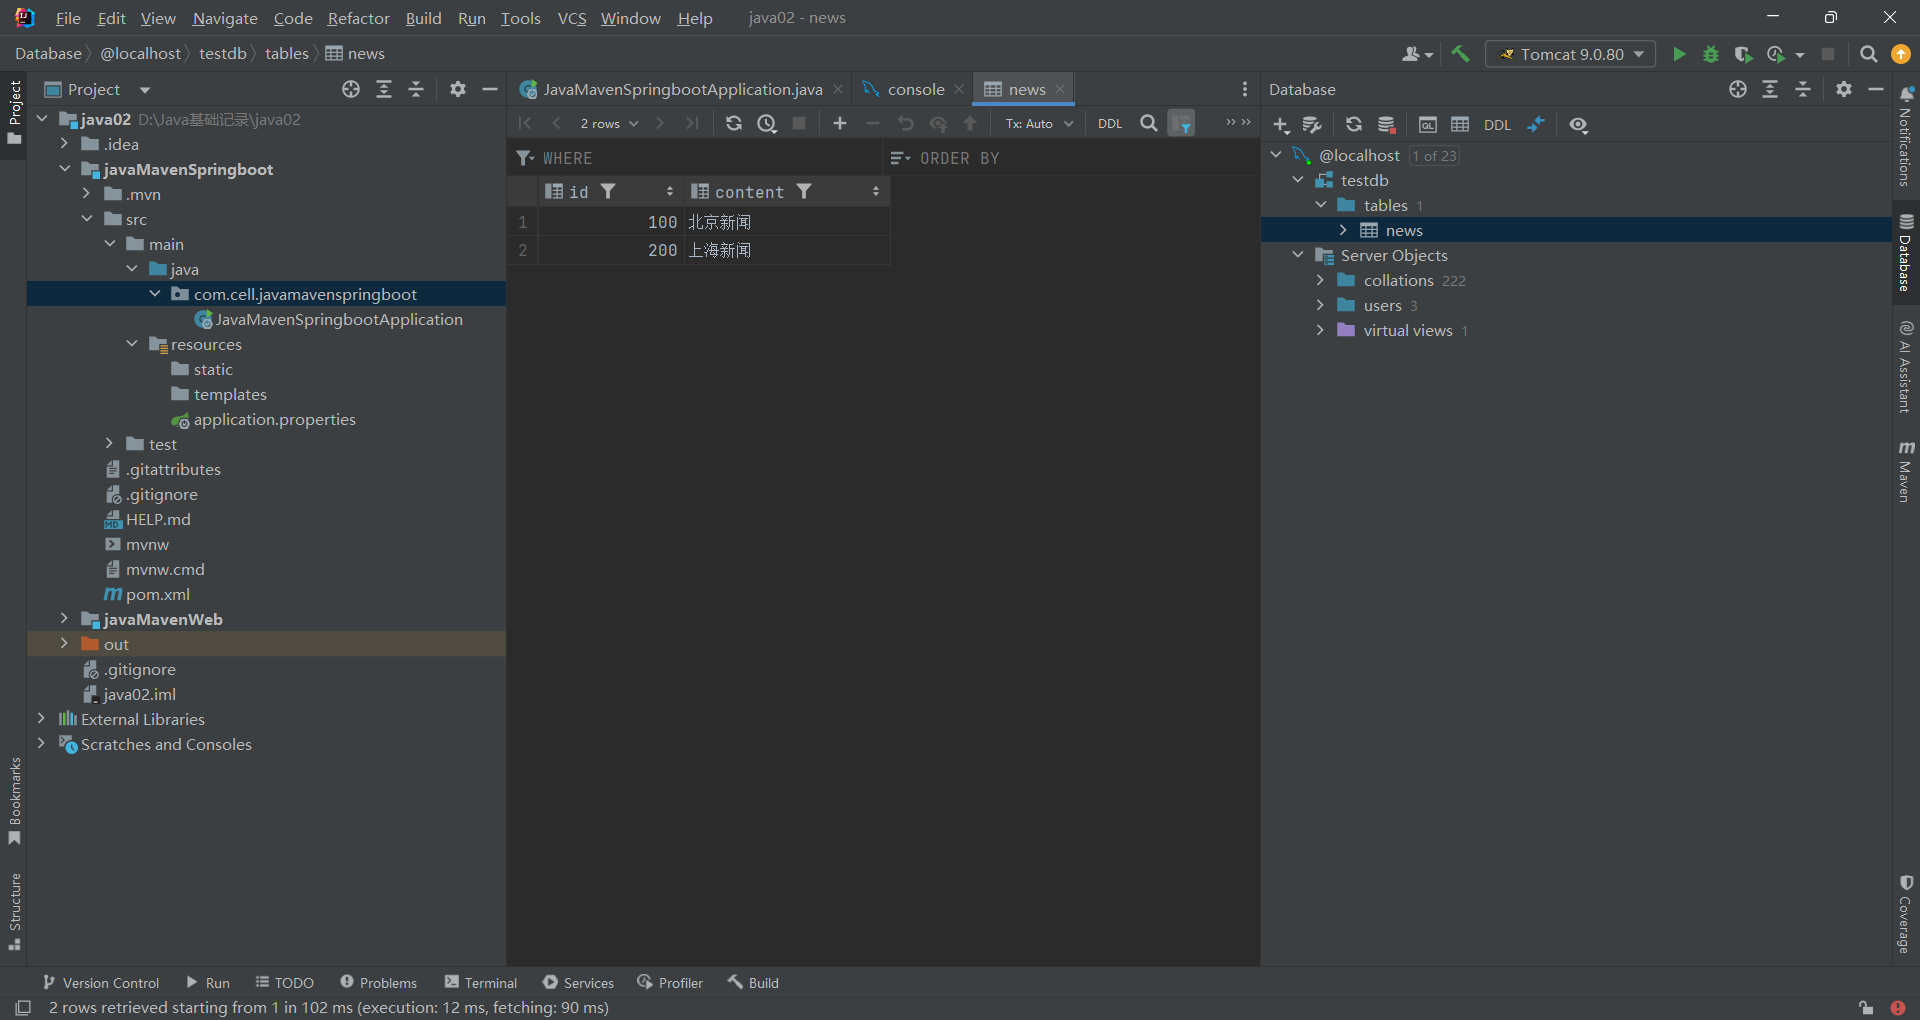 File Edit View Navigate Code Refactor Build Run Tools VCS Window Help java02 - news
Database @localhost testdb tables news
Tomcat 9.0.80
Project
Project
Bookmarks
Structure
java02 D:\Java基础记录\java02
.idea
javaMavenSpringboot
.mvn
src
main
java
com.cell.javamavenspringboot
JavaMavenSpringbootApplication
resources
static
templates
application.properties
test
.gitattributes
.gitignore
HELP.md
mvnw
mvnw.cmd
pom.xml
javaMavenWeb
out
.gitignore
java02.iml
External Libraries
Scratches and Consoles
JavaMavenSpringbootApplication.java console news
2 rows Tx: Auto DDL
WHERE ORDER BY
id content
1 100 北京新闻
2 200 上海新闻
Database
DDL
@localhost 1 of 23
testdb
tables 1
news
Server Objects
collations 222
users 3
virtual views 1
Notifications
Database
AI Assistant
Maven
Coverage
Version Control Run TODO Problems Terminal Services Profiler Build
2 rows retrieved starting from 1 in 102 ms (execution: 12 ms, fetching: 90 ms)